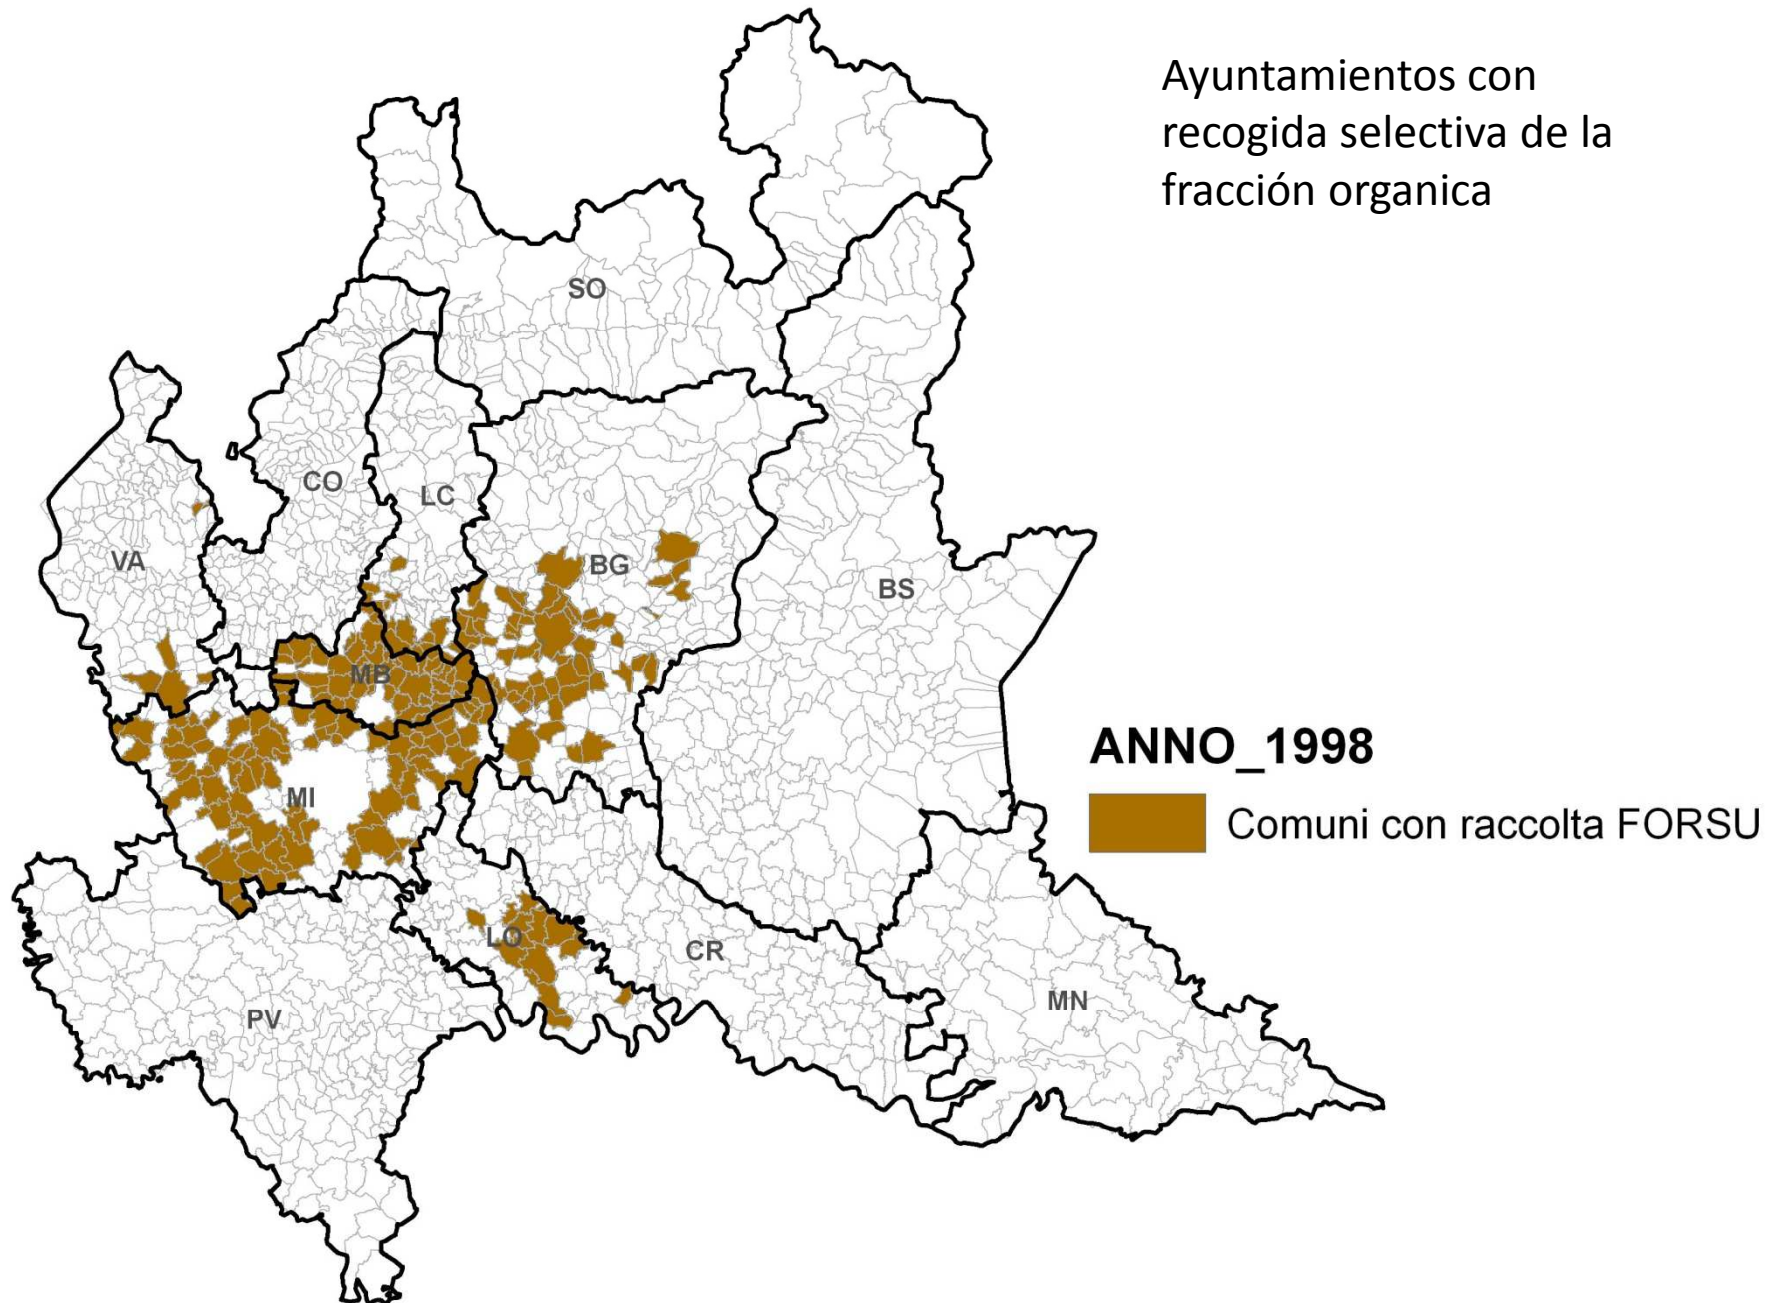 Ayuntamientos con
recogida selectiva de la
fracción organica
SO
CO
LC
VA
BG
BS
MB
MI
ANNO_1998
Comuni con raccolta FORSU
LO
CR
MN
PV